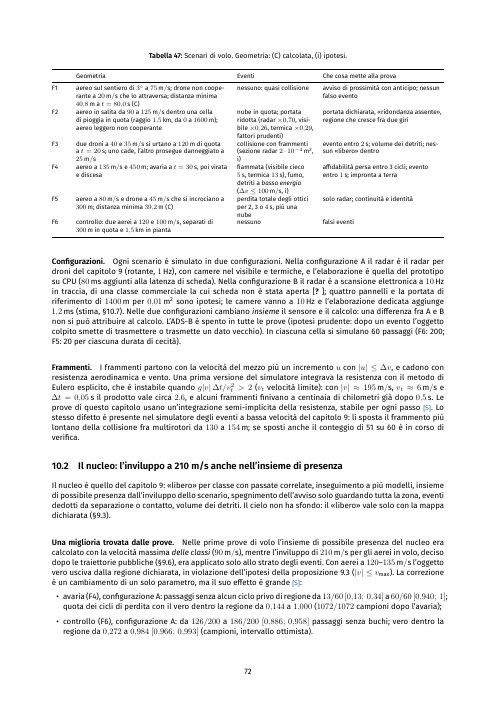 Tabella 47: Scenari di volo. Geometria: (C) calcolata, (i) ipotesi.
Geometria Eventi Che cosa mette alla prova
F1 aereo sul sentiero di 3° a 75 m/s; drone coope- nessuno: quasi collisione avviso di prossimità con anticipo; nessun
rante a 20 m/s che lo attraversa; distanza minima falso evento
40,8 m a t = 80,0 s (C)
F2 aereo in salita da 90 a 125 m/s dentro una cella nube in quota; portata portata dichiarata, «ridondanza assente»,
di pioggia in quota (raggio 1,5 km, da 0 a 1600 m); ridotta (radar ×0,70, visi- regione che cresce fra due giri
aereo leggero non cooperante bile ×0,26, termica ×0,29,
fattori prudenti)
F3 due droni a 40 e 35 m/s si urtano a 120 m di quota collisione con frammenti evento entro 2 s; volume dei detriti; nes-
a t = 20 s; uno cade, l'altro prosegue danneggiato a (sezione radar 2 · 10⁻⁴ m², sun «libero» dentro
25 m/s i)
F4 aereo a 135 m/s e 450 m; avaria a t = 30 s, poi virata fiammata (visibile cieco affidabilità persa entro 3 cicli; evento
e discesa 5 s, termica 13 s), fumo, entro 1 s; impronta a terra
detriti a bassa energia
(Δv ≤ 100 m/s, i)
F5 aereo a 80 m/s e drone a 45 m/s che si incrociano a perdita totale degli ottici solo radar; continuità e identità
300 m; distanza minima 39,2 m (C) per 2, 3 o 4 s, più una
nube
F6 controllo: due aerei a 120 e 100 m/s, separati di nessuno falsi eventi
300 m in quota e 1,5 km in pianta
Configurazioni. Ogni scenario è simulato in due configurazioni. Nella configurazione A il radar è il radar per
droni del capitolo 9 (rotante, 1 Hz), con camere nel visibile e termiche, e l'elaborazione è quella del prototipo
su CPU (80 ms aggiunti alla latenza di schema). Nella configurazione B il radar è a scansione elettronica a 10 Hz
in traccia, di una classe commerciale la cui scheda non è stata aperta [? ]; quattro pannelli e la portata di
riferimento di 1400 m per 0,01 m² sono ipotesi; le camere vanno a 10 Hz e l'elaborazione dedicata aggiunge
1,2 ms (stima, §10.7). Nelle due configurazioni cambiano insieme il sensore e il calcolo: una differenza fra A e B
non si può attribuire al calcolo. L'ADS-B è spento in tutte le prove (ipotesi prudente: dopo un evento l'oggetto
colpito smette di trasmettere o trasmette un dato vecchio). In ciascuna cella si simulano 60 passaggi (F6: 200;
F5: 20 per ciascuna durata di cecità).
Frammenti. I frammenti partono con la velocità del mezzo più un incremento u con |u| ≤ Δv, e cadono con
resistenza aerodinamica e vento. Una prima versione del simulatore integrava la resistenza con il metodo di
Eulero esplicito, che è instabile quando g|v| Δt/v_t² > 2 (v_t velocità limite): con |v| ≈ 195 m/s, v_t ≈ 6 m/s e
Δt = 0,05 s il prodotto vale circa 2,6, e alcuni frammenti finivano a centinaia di chilometri già dopo 0,5 s. Le
prove di questo capitolo usano un'integrazione semi-implicita della resistenza, stabile per ogni passo [S]. Lo
stesso difetto è presente nel simulatore degli eventi a bassa velocità del capitolo 9: lì sposta il frammento più
lontano della collisione fra multirotori da 130 a 154 m; se sposti anche il conteggio di 51 su 60 è in corso di
verifica.
10.2 Il nucleo: l'inviluppo a 210 m/s anche nell'insieme di presenza
Il nucleo è quello del capitolo 9: «libero» per classe con passate correlate, inseguimento a più modelli, insieme
di possibile presenza dall'inviluppo dello scenario, spegnimento dell'avviso solo guardando tutta la zona, eventi
dedotti da separazione o contatto, volume dei detriti. Il cielo non ha sfondo: il «libero» vale solo con la mappa
dichiarata (§9.3).
Una miglioria trovata dalle prove. Nelle prime prove di volo l'insieme di possibile presenza del nucleo era
calcolato con la velocità massima delle classi (90 m/s), mentre l'inviluppo di 210 m/s per gli aerei in volo, deciso
dopo le traiettorie pubbliche (§9.6), era applicato solo allo strato degli eventi. Con aerei a 120–135 m/s l'oggetto
vero usciva dalla regione dichiarata, in violazione dell'ipotesi della proposizione 9.3 (|v| ≤ v_max). La correzione
è un cambiamento di un solo parametro, ma il suo effetto è grande [S]:
• avaria (F4), configurazione A: passaggi senza alcun ciclo privo di regione da 13/60 [0,13; 0,34] a 60/60 [0,940; 1];
quota dei cicli di perdita con il vero dentro la regione da 0,144 a 1,000 (1072/1072 campioni dopo l'avaria);
• controllo (F6), configurazione A: da 126/200 a 186/200 [0,886; 0,958] passaggi senza buchi; vero dentro la
regione da 0,272 a 0,984 [0,966; 0,993] (campioni, intervallo ottimista).
72